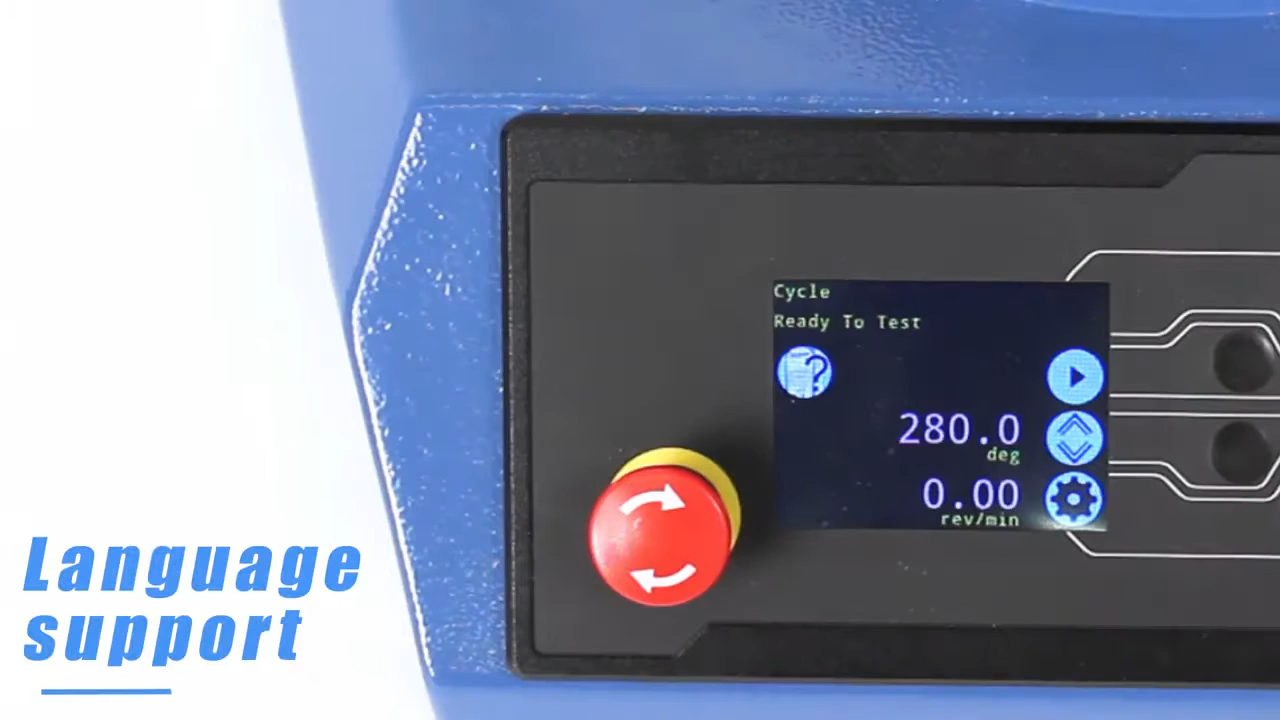 Cycle
Ready To Test
280.0
deg
0.00
rev/min
Language
support